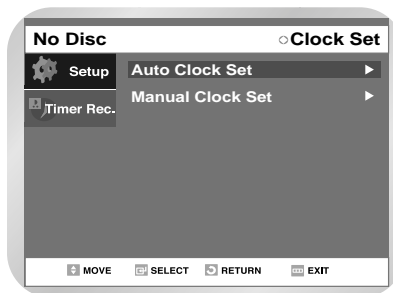 No Disc Clock Set
Setup Auto Clock Set
Timer Rec. Manual Clock Set
MOVE SELECT RETURN EXIT